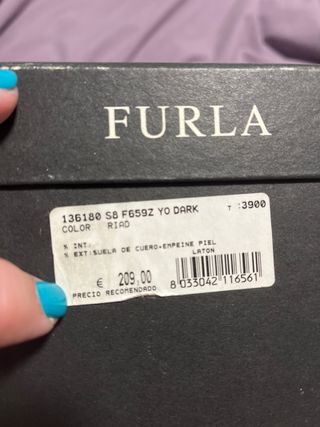 FURLA
136180 S8 F659Z YO DARK T :3900
COLOR RIAD
% INT:
% EXT:SUELA DE CUERO-EMPEINE PIEL
LATON
€ 209,00
PRECIO RECOMENDADO
8 033042 116561